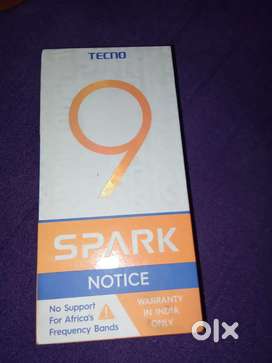 TECNO
9
SPARK
NOTICE
No Support
For Africa's
Frequency Bands
WARRANTY
IN INDIA
ONLY
OLX